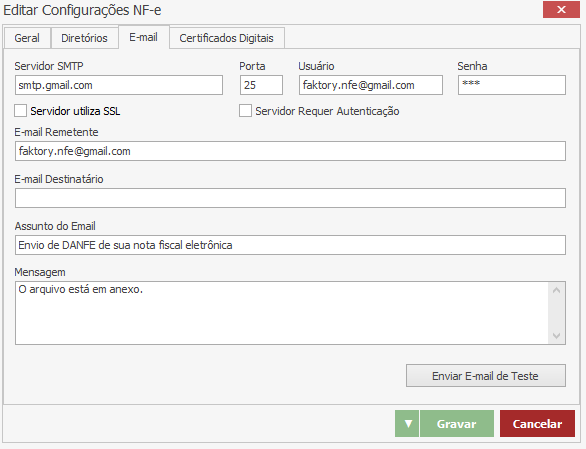 Editar Configurações NF-e
Geral Diretórios E-mail Certificados Digitais
Servidor SMTP Porta Usuário Senha
smtp.gmail.com 25 faktory.nfe@gmail.com ***
Servidor utiliza SSL Servidor Requer Autenticação
E-mail Remetente
faktory.nfe@gmail.com
E-mail Destinatário
Assunto do Email
Envio de DANFE de sua nota fiscal eletrônica
Mensagem
O arquivo está em anexo.
Enviar E-mail de Teste
Gravar Cancelar